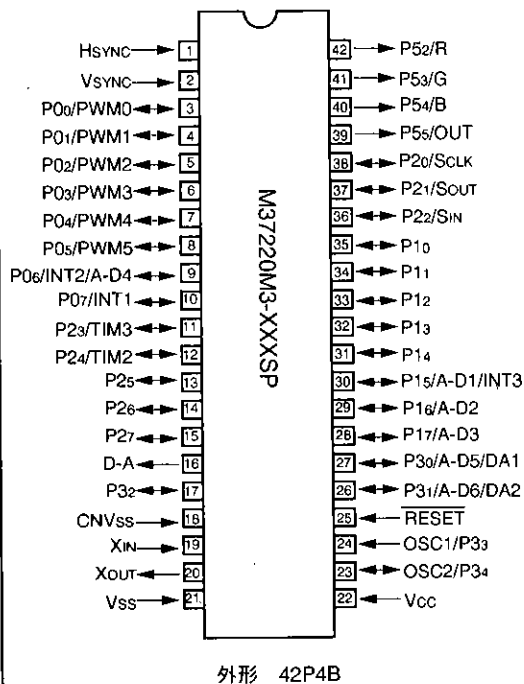 HSYNC 1 42 P52/R
VSYNC 2 41 P53/G
P00/PWM0 3 40 P54/B
P01/PWM1 4 39 P55/OUT
P02/PWM2 5 38 P20/SCLK
P03/PWM3 6 37 P21/SOUT
P04/PWM4 7 36 P22/SIN
P05/PWM5 8 35 P10
P06/INT2/A-D4 9 34 P11
P07/INT1 10 33 P12
P23/TIM3 11 32 P13
P24/TIM2 12 31 P14
P25 13 30 P15/A-D1/INT3
P26 14 29 P16/A-D2
P27 15 28 P17/A-D3
D-A 16 27 P30/A-D5/DA1
P32 17 26 P31/A-D6/DA2
CNVSS 18 25 RESET
XIN 19 24 OSC1/P33
XOUT 20 23 OSC2/P34
VSS 21 22 VCC
M37220M3-XXXSP
外形 42P4B